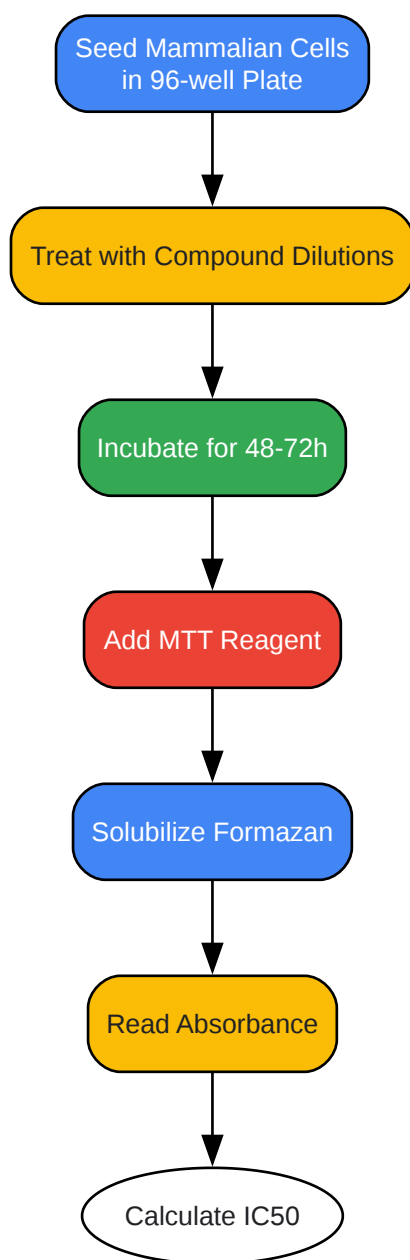 Seed Mammalian Cells
in 96-well Plate
Treat with Compound Dilutions
Incubate for 48-72h
Add MTT Reagent
Solubilize Formazan
Read Absorbance
Calculate IC50